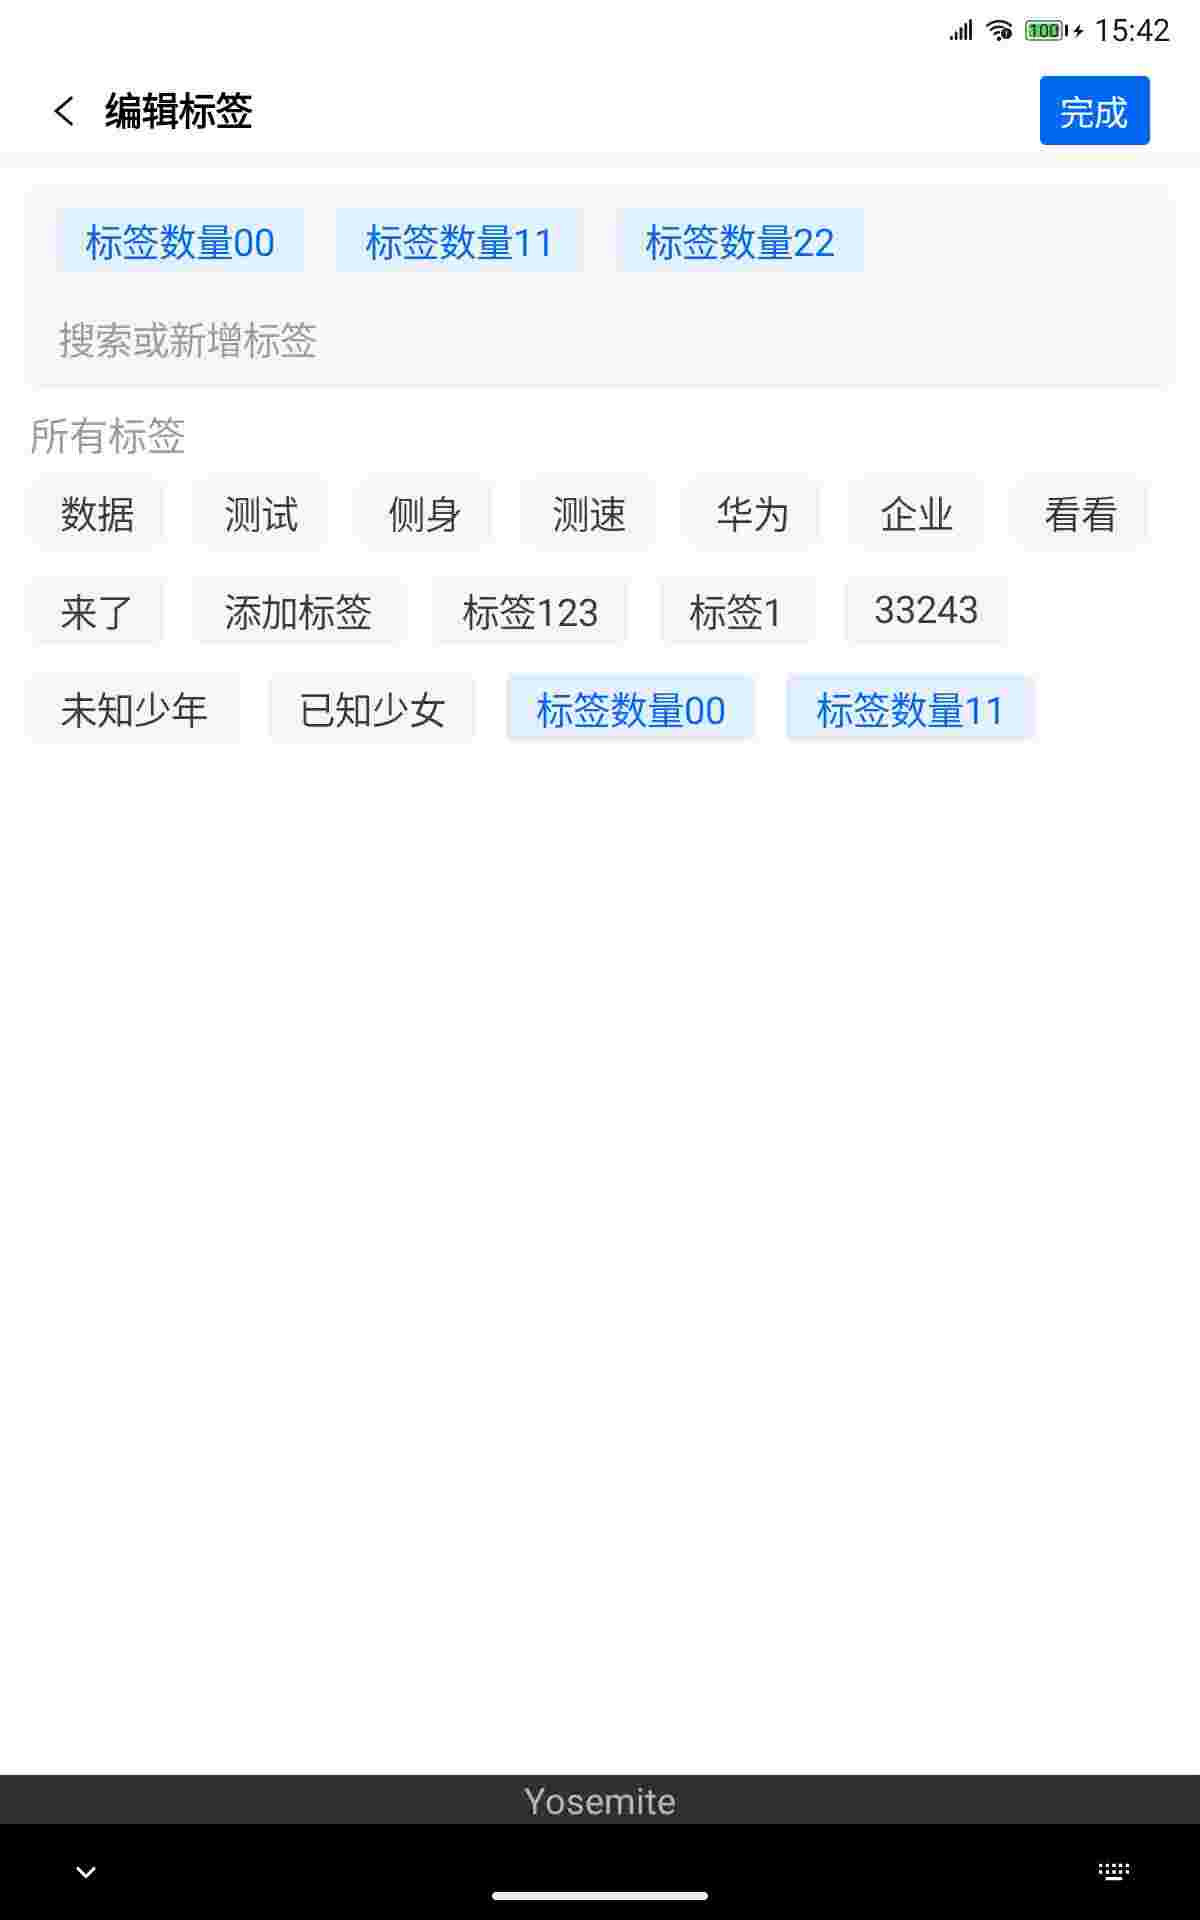 100 15:42
编辑标签 完成
标签数量00 标签数量11 标签数量22
搜索或新增标签
所有标签
数据 测试 侧身 测速 华为 企业 看看
来了 添加标签 标签123 标签1 33243
未知少年 已知少女 标签数量00 标签数量11
Yosemite